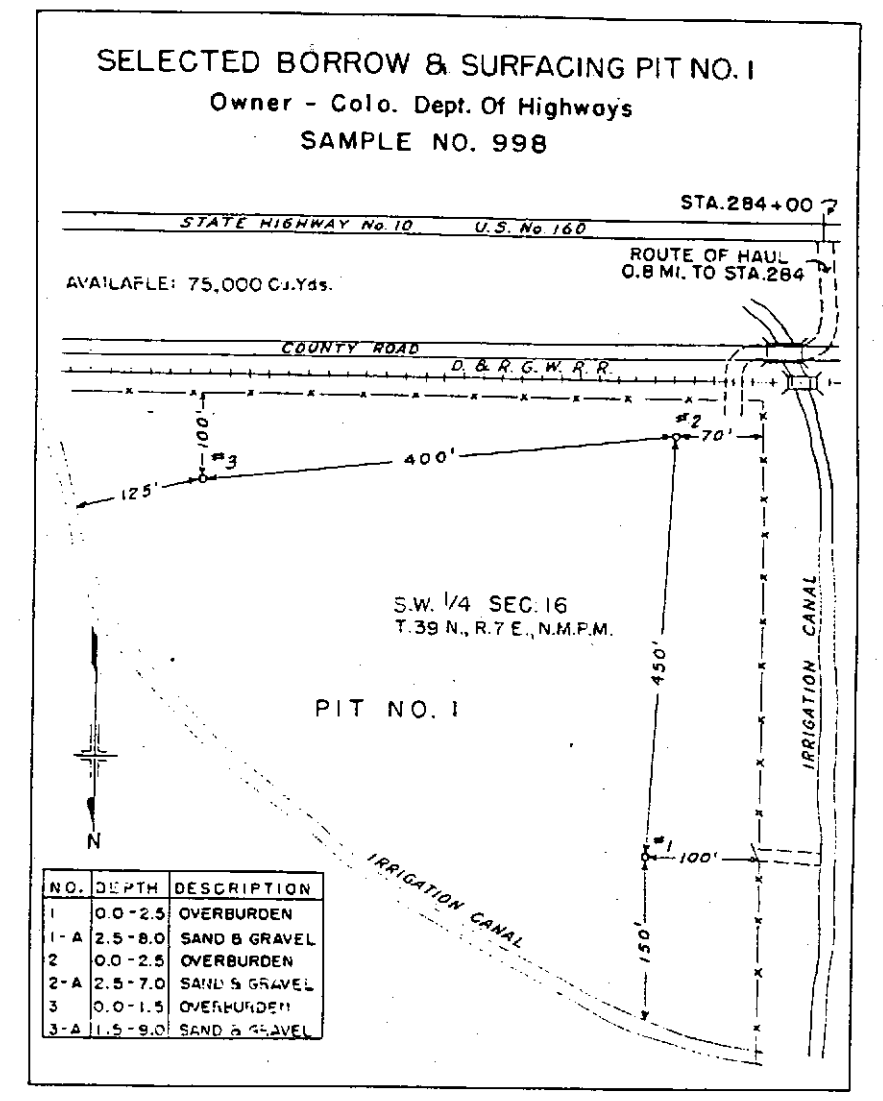 SELECTED BORROW & SURFACING PIT NO. 1
Owner - Colo. Dept. Of Highways
SAMPLE NO. 998
STA. 284+00
STATE HIGHWAY No. 10 U.S. No. 160
ROUTE OF HAUL
0.8 MI. TO STA. 284
AVAILABLE: 75,000 Cu. Yds.
COUNTY ROAD
D. & R. G. W. R. R.
100'
#2
70'
#3
400'
125'
S.W. 1/4 SEC. 16
T. 39 N., R. 7 E., N.M.P.M.
450'
IRRIGATION CANAL
PIT NO. 1
N
#1
100'
IRRIGATION CANAL
150'
NO. DEPTH DESCRIPTION
1 0.0 - 2.5 OVERBURDEN
1-A 2.5 - 8.0 SAND & GRAVEL
2 0.0 - 2.5 OVERBURDEN
2-A 2.5 - 7.0 SAND & GRAVEL
3 0.0 - 1.5 OVERBURDEN
3-A 1.5 - 9.0 SAND & GRAVEL